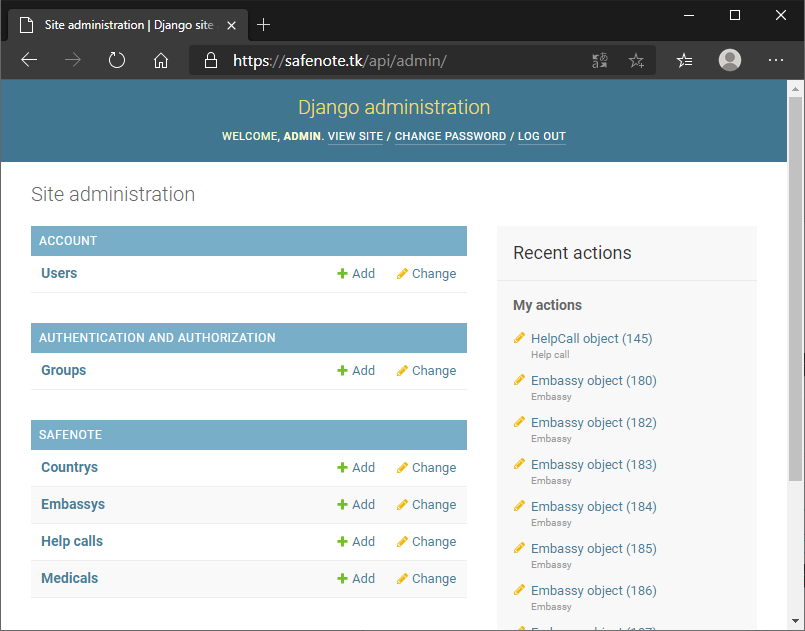 Site administration | Django site
https://safenote.tk/api/admin/
Django administration
WELCOME, ADMIN. VIEW SITE / CHANGE PASSWORD / LOG OUT
Site administration
ACCOUNT
Users Add Change
AUTHENTICATION AND AUTHORIZATION
Groups Add Change
SAFENOTE
Countrys Add Change
Embassys Add Change
Help calls Add Change
Medicals Add Change
Recent actions
My actions
HelpCall object (145)
Help call
Embassy object (180)
Embassy
Embassy object (182)
Embassy
Embassy object (183)
Embassy
Embassy object (184)
Embassy
Embassy object (185)
Embassy
Embassy object (186)
Embassy